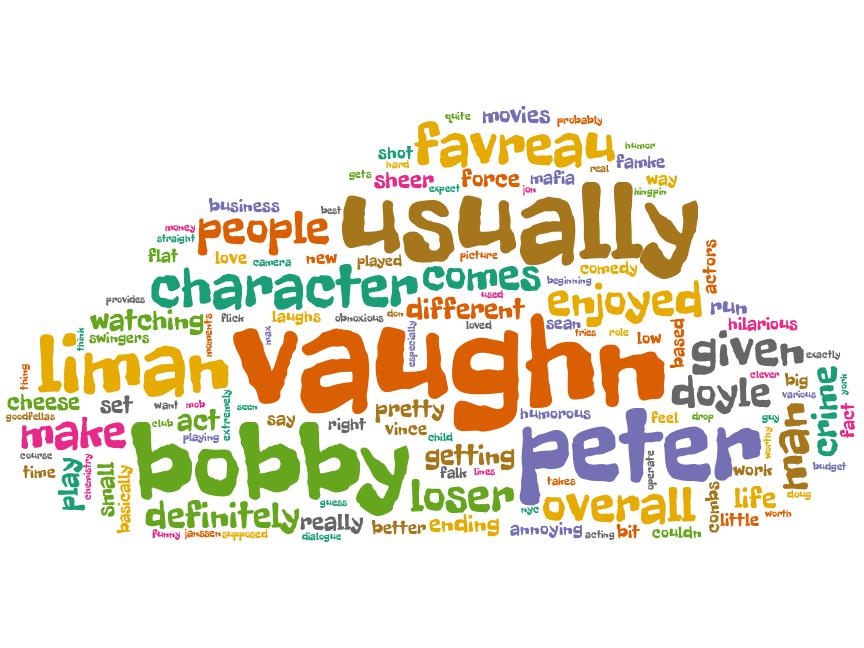 quite movies probably
shot favreau humor
hard real famke
gets sheer expect force jon mafia kingpin way
business best usually
money people
straight
flat love camera new played picture comedy actors
character comes beginning
provides used enjoyed run
watching moments flick laughs obnoxious don different sean hilarious
think swingers max especially loved tries role low based
thing liman vaughn given exactly
clever
cheese set want mob extremely seen pretty doyle big various crime york
goodfellas act club say right vince child humorous feel drop guy man fact
make playing
course chemistry bobby getting peter worthy budget
time play small basically falk lines operate work
takes doug
guess loser nyc overall combs life
definitely really better ending annoying acting bit couldn little worth
funny janssen supposed dialogue